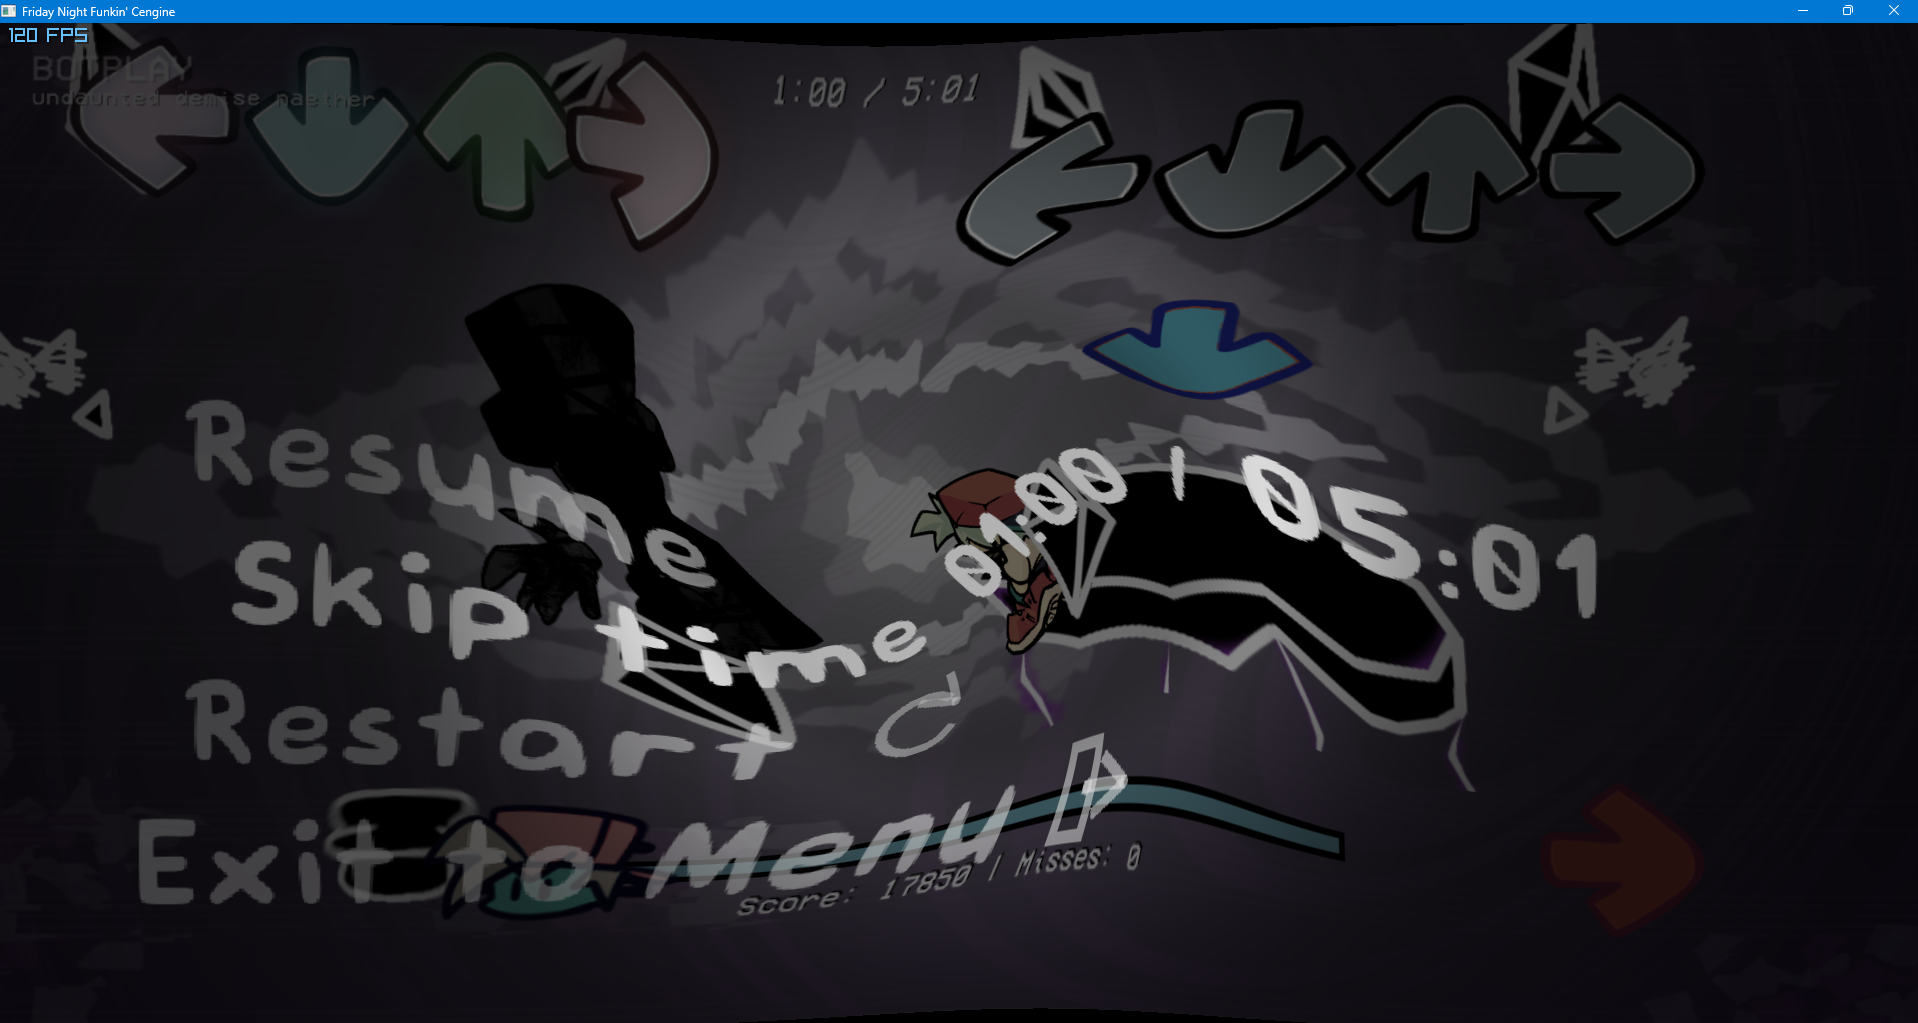 Friday Night Funkin' Cengine
120 FPS
BOTPLAY
undaunted demise naether
1:00 / 5:01
Resume
Skip time 01:00 / 05:01
Restart
Exit to Menu
Score: 17850 / Misses: 0